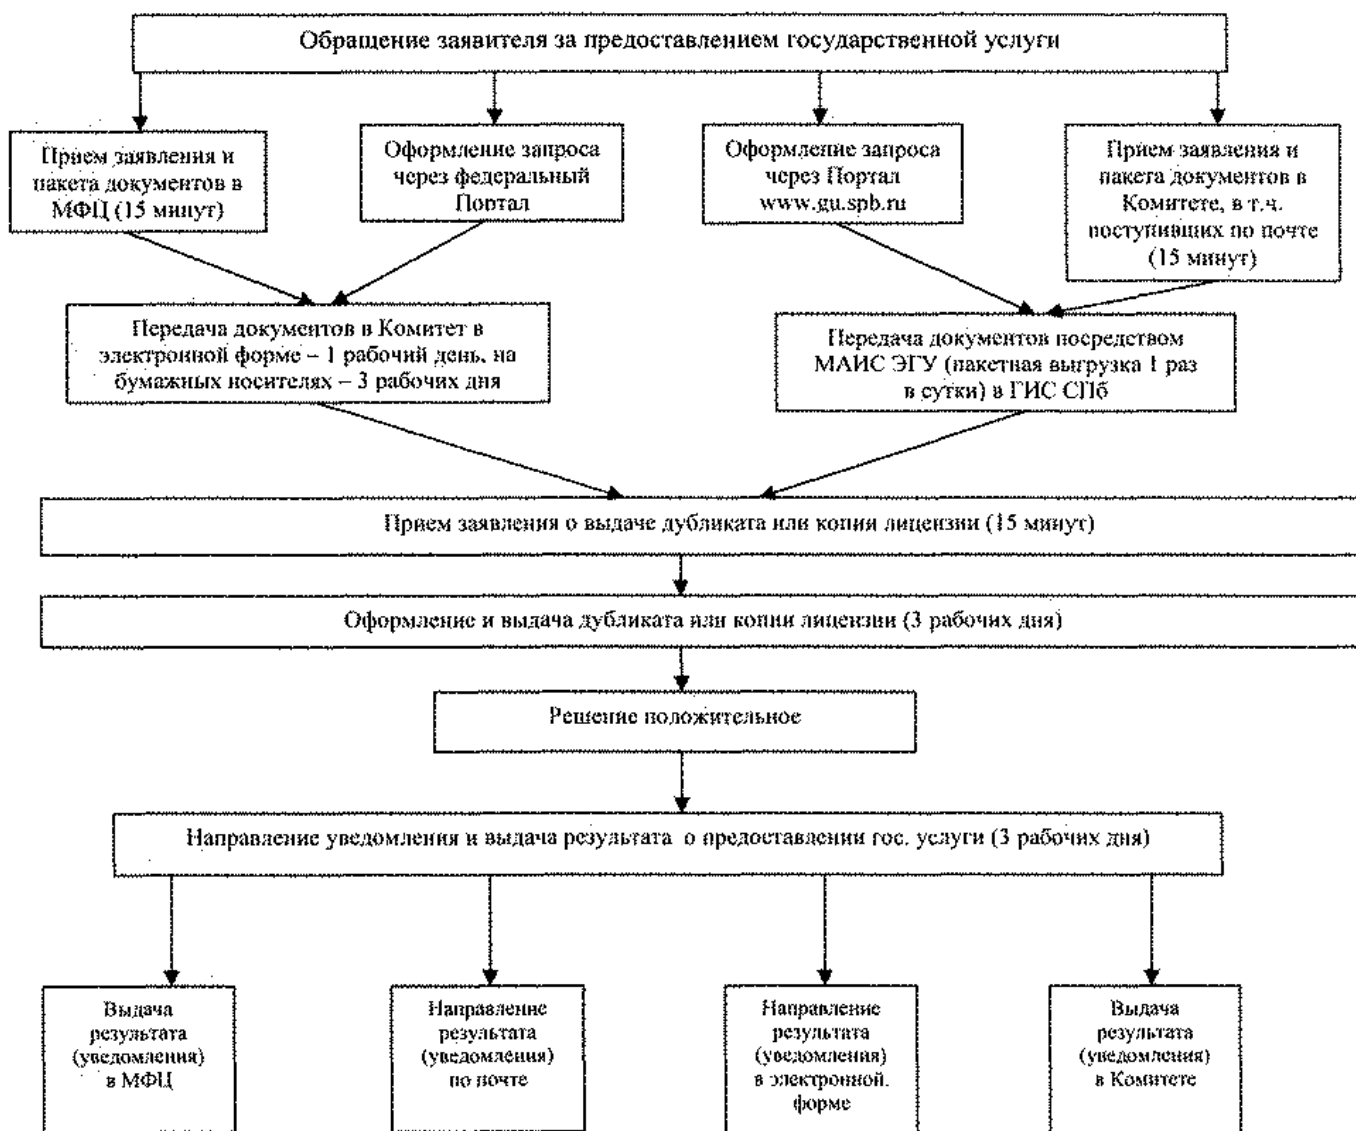 Обращение заявителя за предоставлением государственной услуги
Прием заявления и
пакета документов в
МФЦ (15 минут)
Оформление запроса
через федеральный
Портал
Оформление запроса
через Портал
www.gu.spb.ru
Прием заявления и
пакета документов в
Комитете, в т.ч.
поступивших по почте
(15 минут)
Передача документов в Комитет в
электронной форме – 1 рабочий день, на
бумажных носителях – 3 рабочих дня
Передача документов посредством
МАИС ЭГУ (пакетная выгрузка 1 раз
в сутки) в ГИС СПб
Прием заявления о выдаче дубликата или копии лицензии (15 минут)
Оформление и выдача дубликата или копии лицензии (3 рабочих дня)
Решение положительное
Направление уведомления и выдача результата о предоставлении гос. услуги (3 рабочих дня)
Выдача
результата
(уведомления)
в МФЦ
Направление
результата
(уведомления)
по почте
Направление
результата
(уведомления)
в электронной.
форме
Выдача
результата
(уведомления)
в Комитете